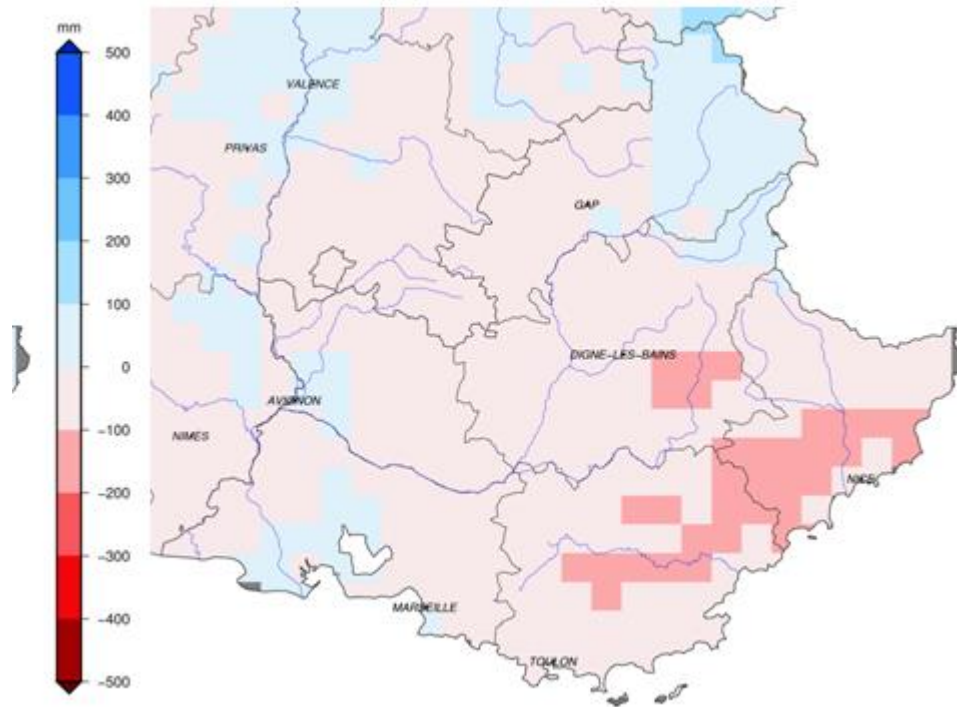 mm
500
400
300
200
100
0
-100
-200
-300
-400
-500
VALENCE
PRIVAS
GAP
DIGNE-LES-BAINS
AVIGNON
NIMES
NICE
MARSEILLE
TOULON